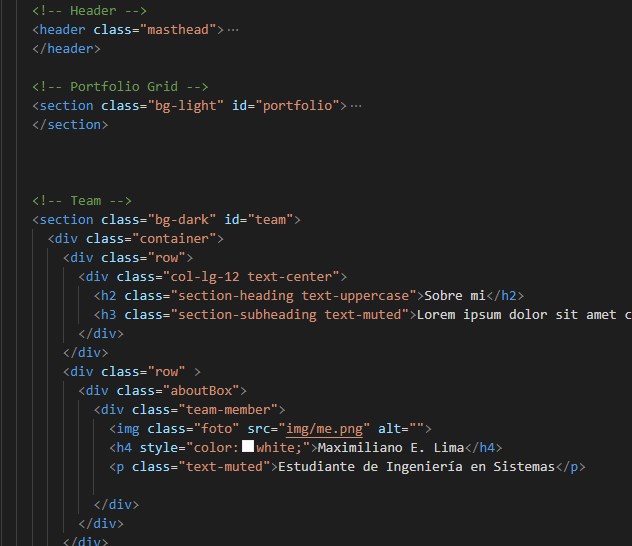 <!-- Header -->
<header class="masthead">…
</header>
<!-- Portfolio Grid -->
<section class="bg-light" id="portfolio">…
</section>
<!-- Team -->
<section class="bg-dark" id="team">
<div class="container">
<div class="row">
<div class="col-lg-12 text-center">
<h2 class="section-heading text-uppercase">Sobre mi</h2>
<h3 class="section-subheading text-muted">Lorem ipsum dolor sit amet c
</div>
</div>
<div class="row" >
<div class="aboutBox">
<div class="team-member">
<img class="foto" src="img/me.png" alt="">
<h4 style="color:white;">Maximiliano E. Lima</h4>
<p class="text-muted">Estudiante de Ingeniería en Sistemas</p>
</div>
</div>
</div>